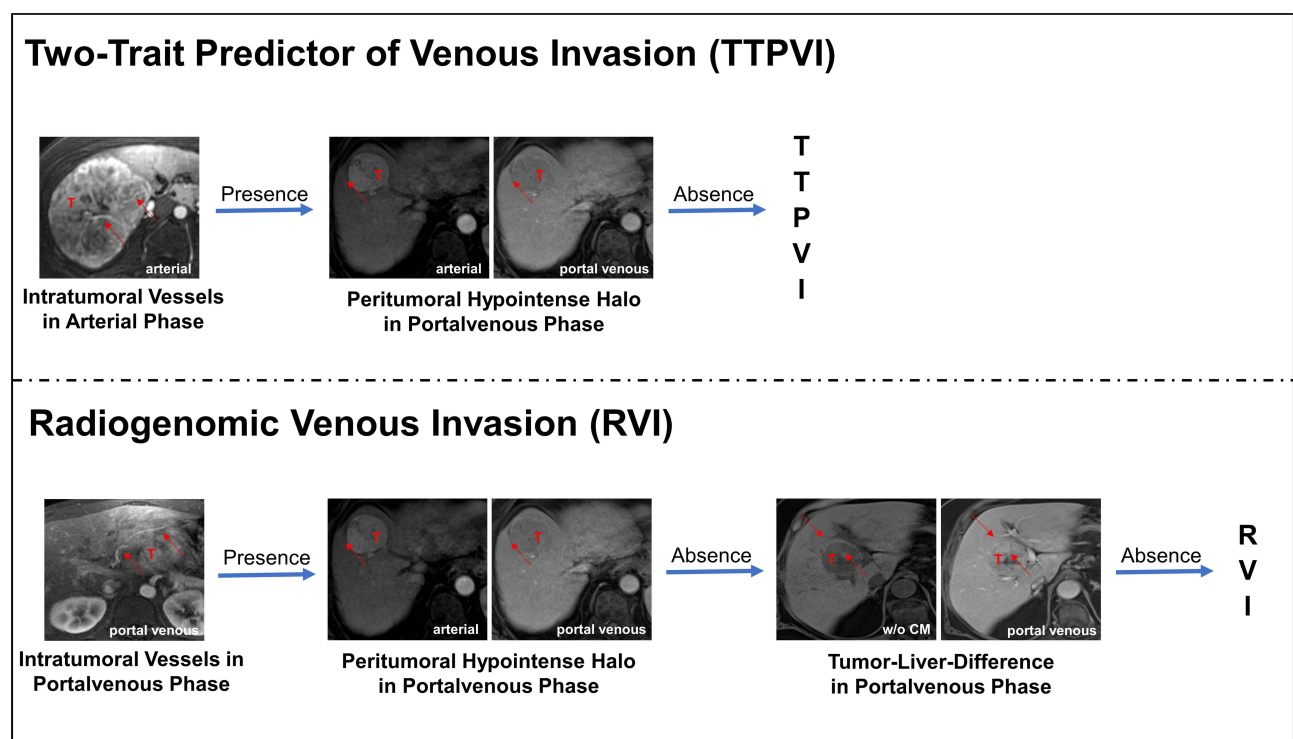 Two-Trait Predictor of Venous Invasion (TTPVI)
T
arterial
Intratumoral Vessels
in Arterial Phase
Presence
T
arterial
T
portal venous
Peritumoral Hypointense Halo
in Portalvenous Phase
Absence
T
T
P
V
I
Radiogenomic Venous Invasion (RVI)
T
portal venous
Intratumoral Vessels in
Portalvenous Phase
Presence
T
arterial
T
portal venous
Peritumoral Hypointense Halo
in Portalvenous Phase
Absence
T
w/o CM
T
portal venous
Tumor-Liver-Difference
in Portalvenous Phase
Absence
R
V
I